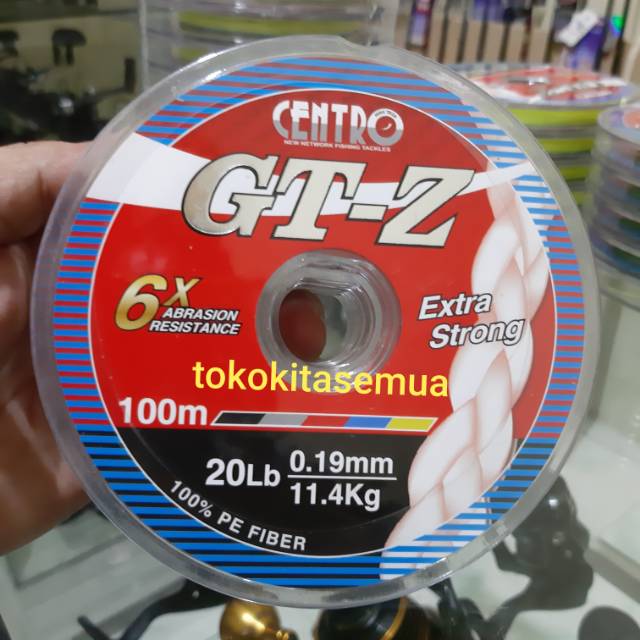 CENTRO
NEW NETWORK FISHING TACKLES
GT-Z
6X
ABRASION
RESISTANCE
Extra
Strong
tokokitasemua
100m
20Lb 0.19mm
11.4Kg
100% PE FIBER